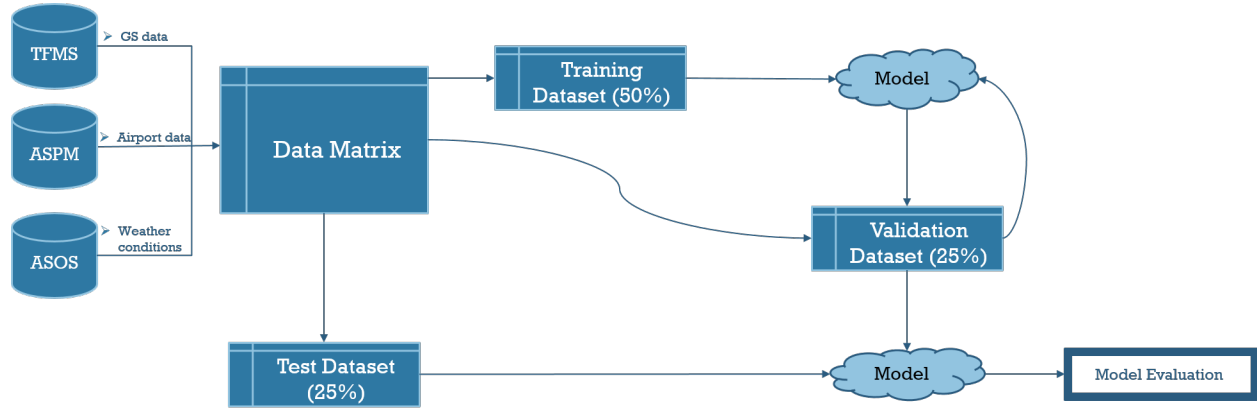 TFMS
GS data
ASPM
Airport data
ASOS
Weather
conditions
Data Matrix
Training
Dataset (50%)
Model
Validation
Dataset (25%)
Test Dataset
(25%)
Model
Model Evaluation